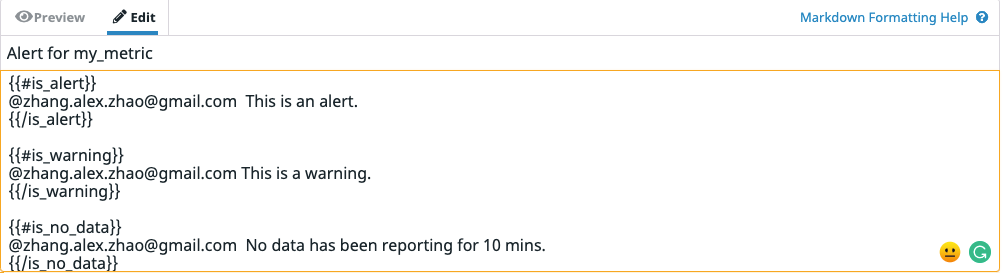 Preview
Edit
Markdown Formatting Help ?
Alert for my_metric
{{#is_alert}}
@zhang.alex.zhao@gmail.com  This is an alert.
{{/is_alert}}
{{#is_warning}}
@zhang.alex.zhao@gmail.com This is a warning.
{{/is_warning}}
{{#is_no_data}}
@zhang.alex.zhao@gmail.com  No data has been reporting for 10 mins.
{{/is_no_data}}